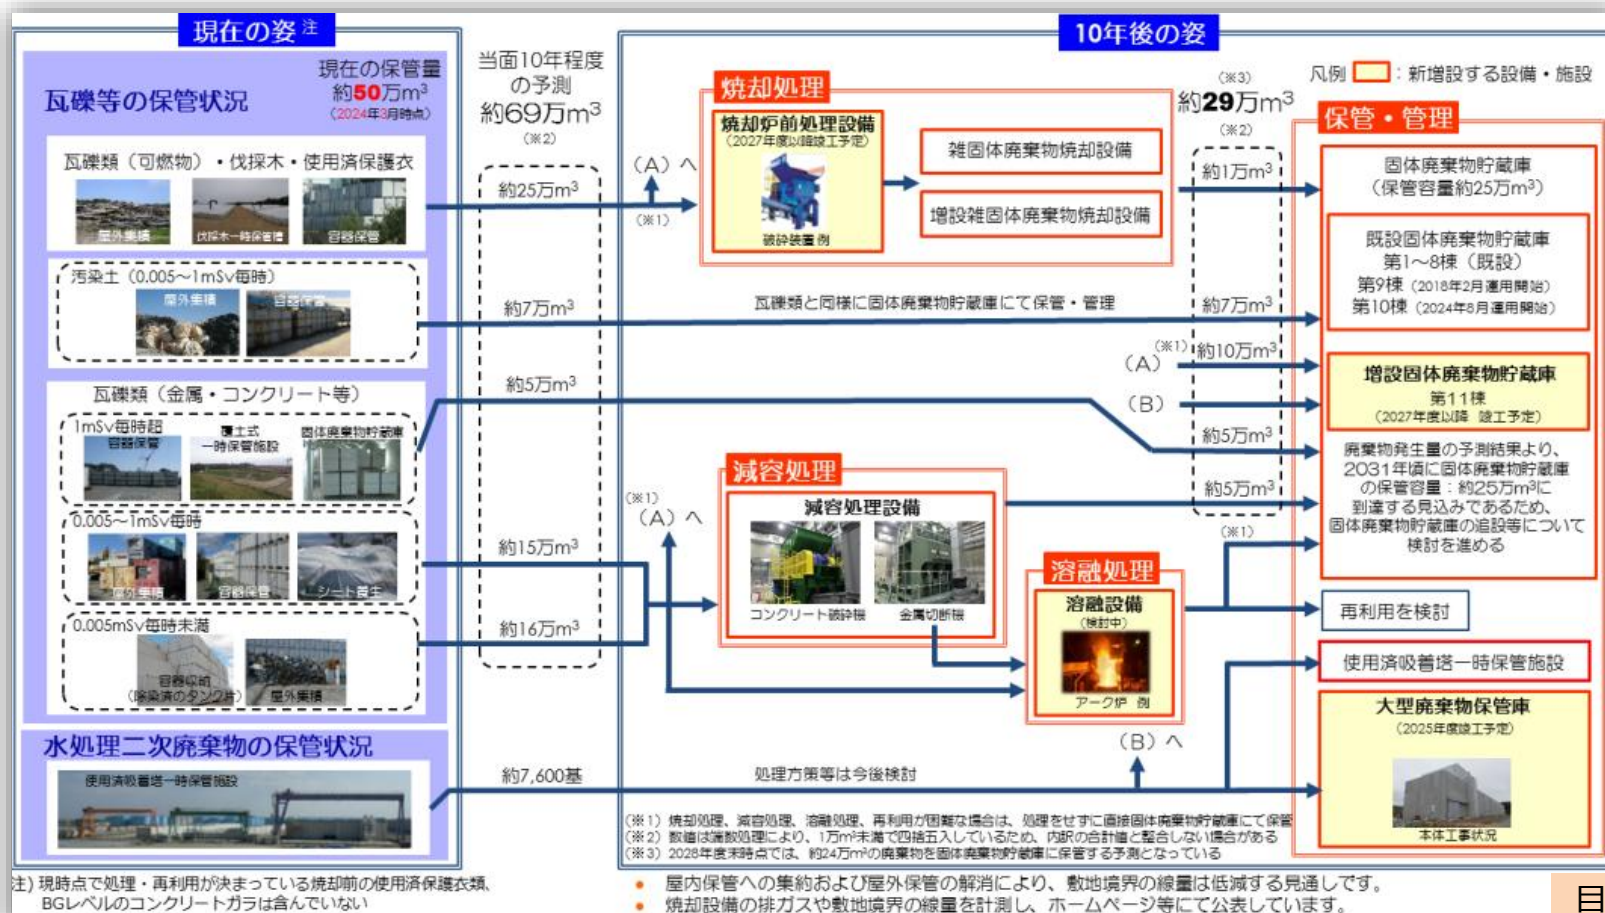 現在の姿 注
瓦礫等の保管状況
現在の保管量
約50万m³
(2024年3月時点)
瓦礫類（可燃物）・伐採木・使用済保護衣
屋外集積
伐採木一時保管槽
容器保管
汚染土（0.005～1mSv毎時）
屋外集積
容器保管
瓦礫類（金属・コンクリート等）
1mSv毎時超
容器保管
覆土式
一時保管施設
固体廃棄物貯蔵庫
0.005～1mSv毎時
屋外集積
容器保管
シート養生
0.005mSv毎時未満
容器収納
(除染済のタンク片)
屋外集積
水処理二次廃棄物の保管状況
使用済吸着塔一時保管施設
注) 現時点で処理・再利用が決まっている焼却前の使用済保護衣類、
BGレベルのコンクリートガラは含んでいない
当面10年程度
の予測
約69万m³
(※2)
約25万m³
約7万m³
約5万m³
約15万m³
約16万m³
約7,600基
10年後の姿
凡例 ：新増設する設備・施設
(A) へ
(※1)
焼却処理
焼却炉前処理設備
(2027年度以降竣工予定)
破砕装置例
雑固体廃棄物焼却設備
増設雑固体廃棄物焼却設備
瓦礫類と同様に固体廃棄物貯蔵庫にて保管・管理
(※3)
約29万m³
(※2)
約1万m³
約7万m³
(A)
(※1)
約10万m³
(B)
約5万m³
約5万m³
(※1)
(※1)
(A) へ
減容処理
減容処理設備
コンクリート破砕機
金属切断機
溶融処理
溶融設備
(検討中)
アーク炉 例
(B) へ
処理方策等は今後検討
保管・管理
固体廃棄物貯蔵庫
（保管容量約25万m³）
既設固体廃棄物貯蔵庫
第1～8棟（既設）
第9棟（2018年2月運用開始）
第10棟（2024年8月運用開始）
増設固体廃棄物貯蔵庫
第11棟
(2027年度以降 竣工予定)
廃棄物発生量の予測結果より、
2031年頃に固体廃棄物貯蔵庫
の保管容量：約25万m³に
到達する見込みであるため、
固体廃棄物貯蔵庫の追設等について
検討を進める
再利用を検討
使用済吸着塔一時保管施設
大型廃棄物保管庫
(2025年度竣工予定)
本体工事状況
(※1) 焼却処理、減容処理、溶融処理、再利用が困難な場合は、処理をせずに直接固体廃棄物貯蔵庫にて保管
(※2) 数値は端数処理により、1万m³未満で四捨五入しているため、内訳の合計値と整合しない場合がある
(※3) 2028年度末時点では、約24万m³の廃棄物を固体廃棄物貯蔵庫に保管する予測となっている
• 屋内保管への集約および屋外保管の解消により、敷地境界の線量は低減する見通しです。
• 焼却設備の排ガスや敷地境界の線量を計測し、ホームページ等にて公表しています。
目